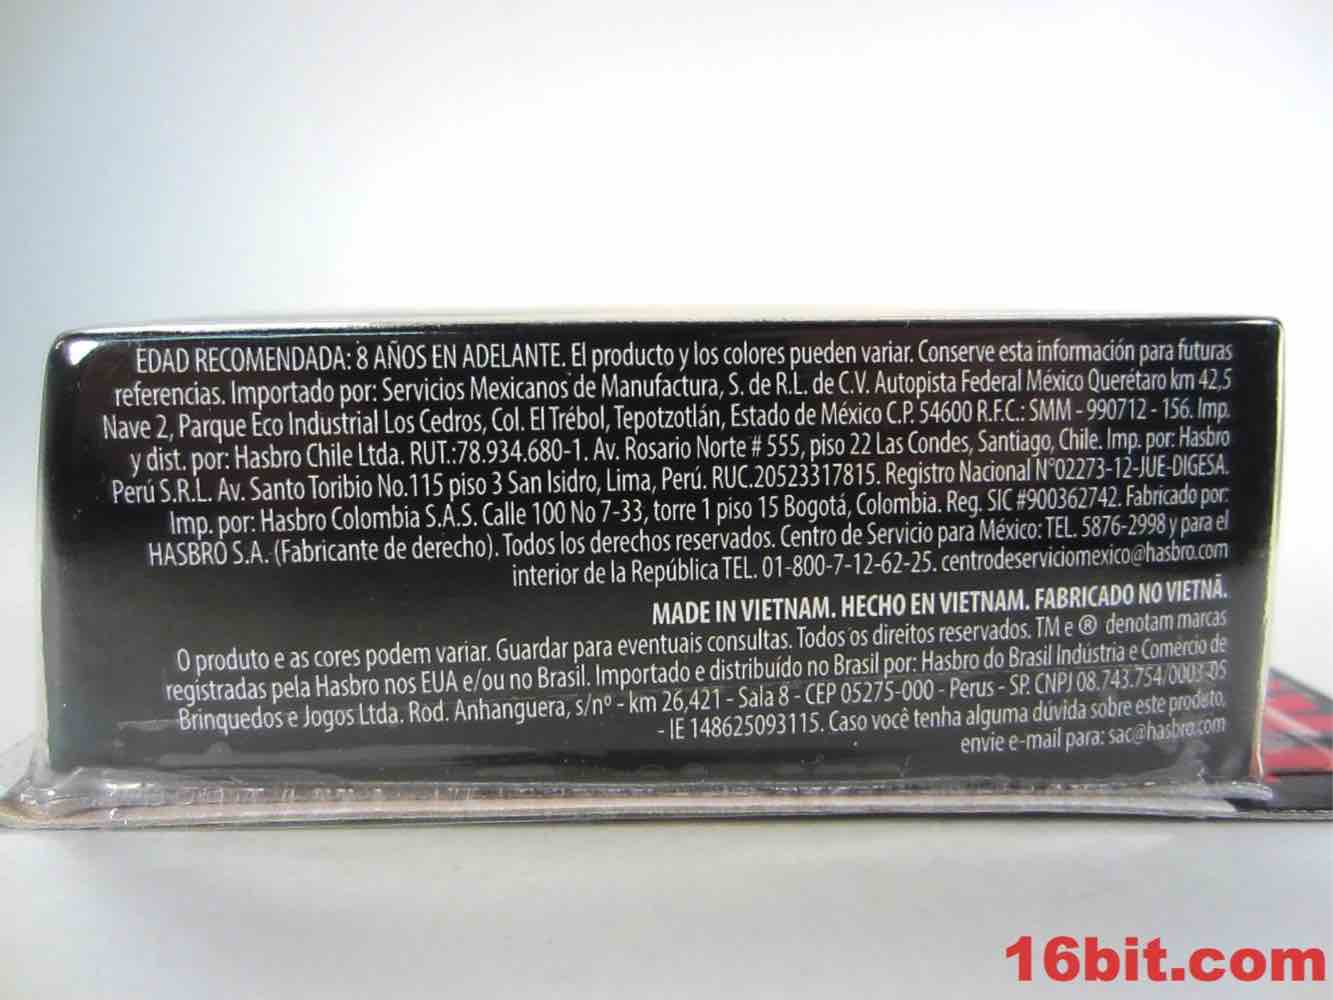 EDAD RECOMENDADA: 8 AÑOS EN ADELANTE. El producto y los colores pueden variar. Conserve esta información para futuras
referencias. Importado por: Servicios Mexicanos de Manufactura, S. de R.L. de C.V. Autopista Federal México Querétaro km 42,5
Nave 2, Parque Eco Industrial Los Cedros, Col. El Trébol, Tepotzotlán, Estado de México C.P. 54600 R.F.C.: SMM - 990712 - 156. Imp.
y dist. por: Hasbro Chile Ltda. RUT.:78.934.680-1. Av. Rosario Norte # 555, piso 22 Las Condes, Santiago, Chile. Imp. por: Hasbro
Perú S.R.L. Av. Santo Toribio No.115 piso 3 San Isidro, Lima, Perú. RUC.20523317815. Registro Nacional N°02273-12-JUE-DIGESA.
Imp. por: Hasbro Colombia S.A.S. Calle 100 No 7-33, torre 1 piso 15 Bogotá, Colombia. Reg. SIC #900362742. Fabricado por:
HASBRO S.A. (Fabricante de derecho). Todos los derechos reservados. Centro de Servicio para México: TEL. 5876-2998 y para el
interior de la República TEL. 01-800-7-12-62-25. centrodeserviciomexico@hasbro.com
MADE IN VIETNAM. HECHO EN VIETNAM. FABRICADO NO VIETNÃ.
O produto e as cores podem variar. Guardar para eventuais consultas. Todos os direitos reservados. TM e ® denotam marcas
registradas pela Hasbro nos EUA e/ou no Brasil. Importado e distribuído no Brasil por: Hasbro do Brasil Indústria e Comércio de
Brinquedos e Jogos Ltda. Rod. Anhanguera, s/nº - km 26,421 - Sala 8 - CEP 05275-000 - Perus - SP. CNPJ 08.743.754/0003-05
- IE 148625093115. Caso você tenha alguma dúvida sobre este produto,
envie e-mail para: sac@hasbro.com
16bit.com